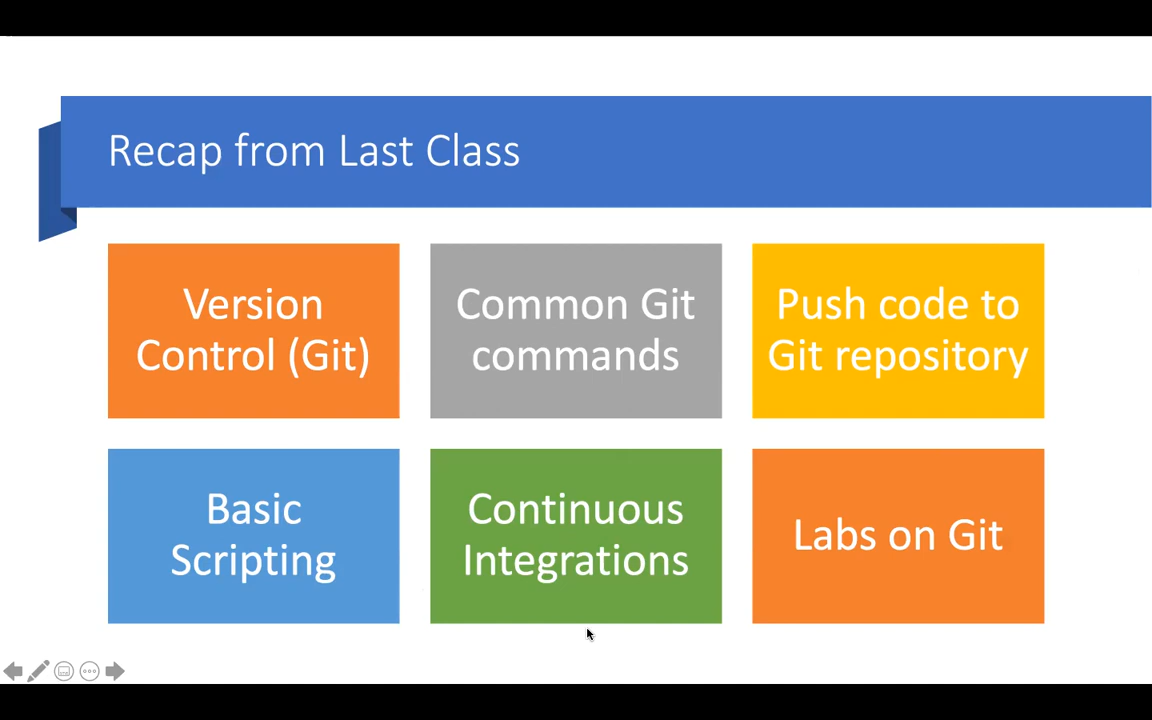 Recap from Last Class
Version
Control (Git)
Common Git
commands
Push code to
Git repository
Basic
Scripting
Continuous
Integrations
Labs on Git